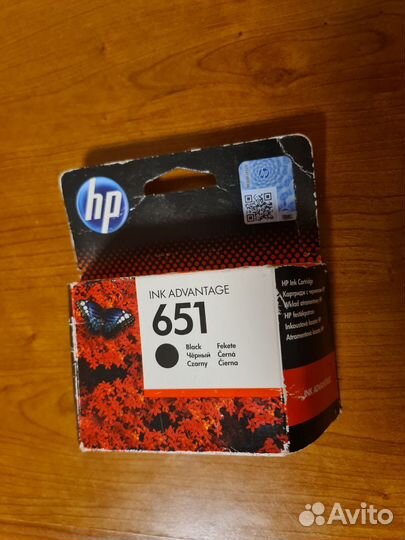 hp
INK ADVANTAGE
651
Black Fekete
Чёрный Černá
Czarny Čierna
HP Ink Cartridge
Картридж с чернилами HP
Wkład atramentowy HP
HP festékpatron
Inkoustová kazeta HP
Atramentová kazeta HP
INK ADVANTAGE
Avito